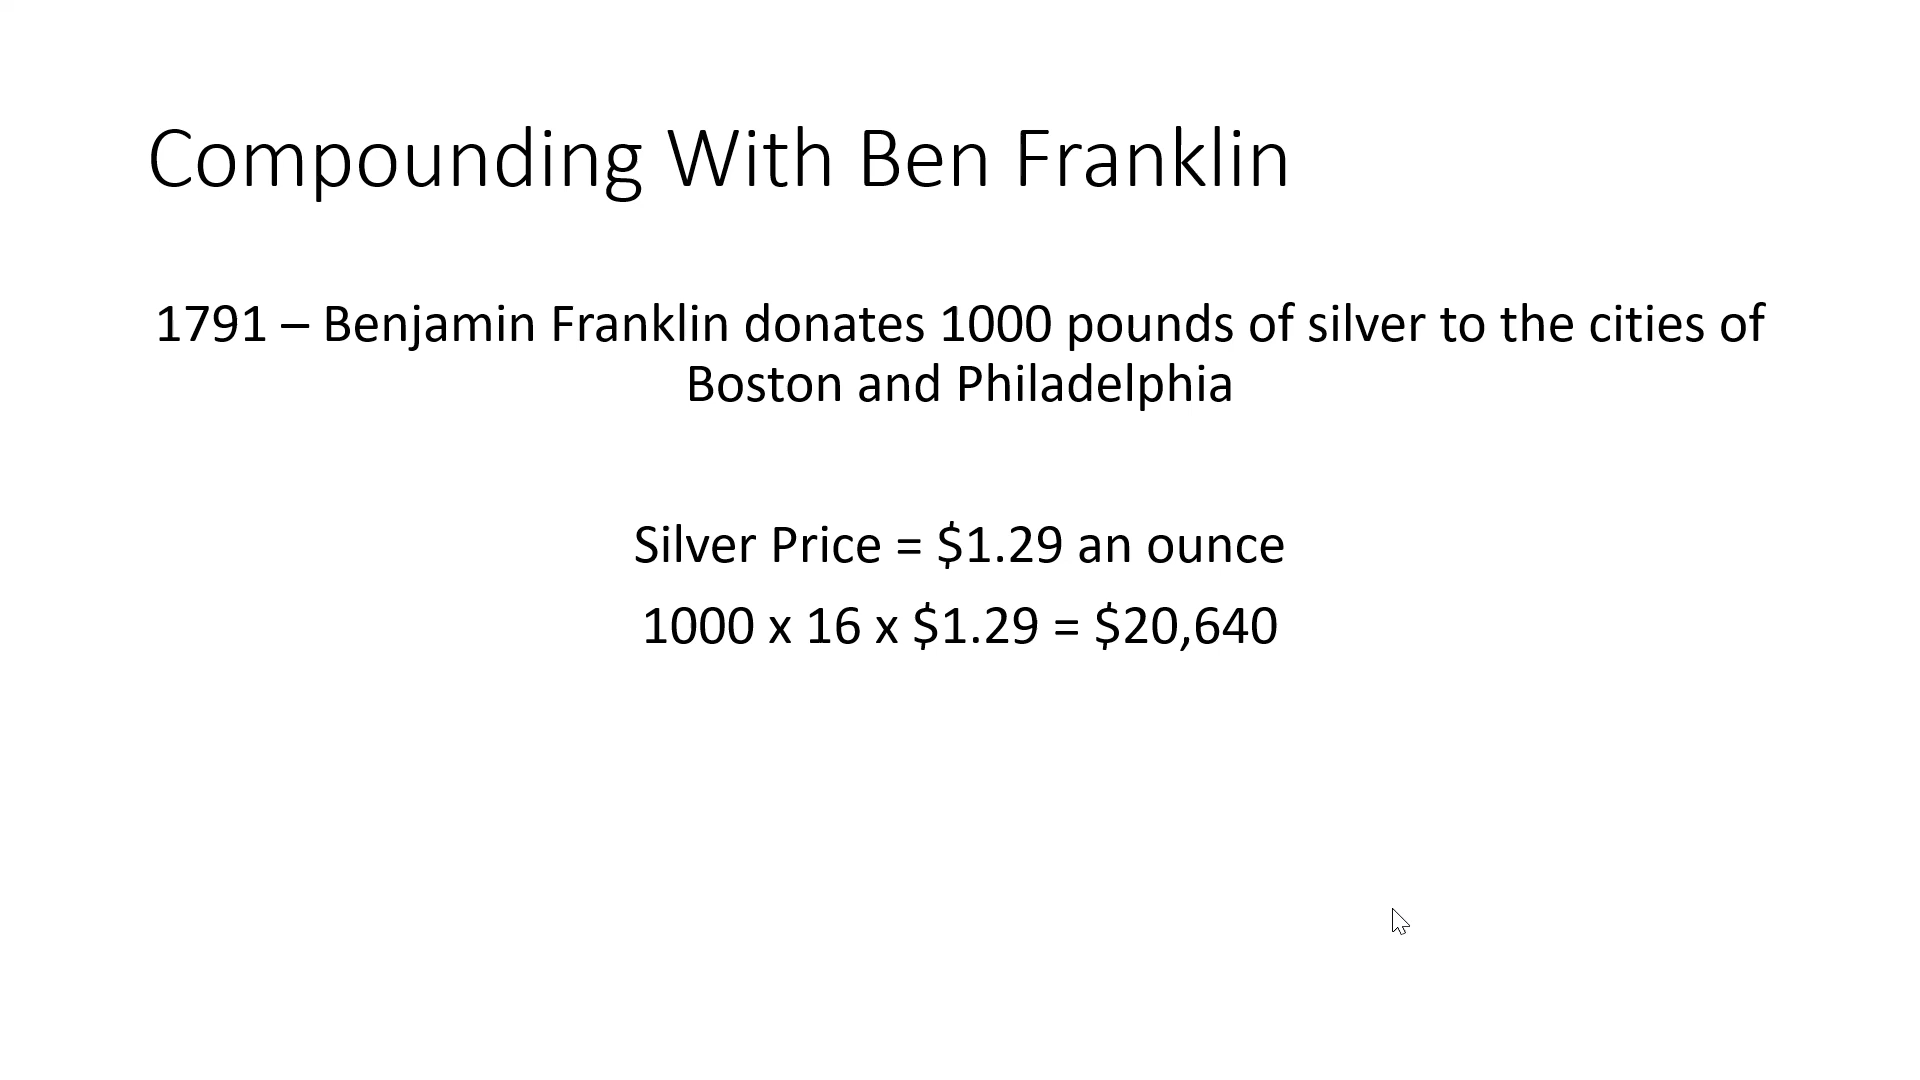 Compounding With Ben Franklin
1791 – Benjamin Franklin donates 1000 pounds of silver to the cities of
Boston and Philadelphia
Silver Price = $1.29 an ounce
1000 x 16 x $1.29 = $20,640